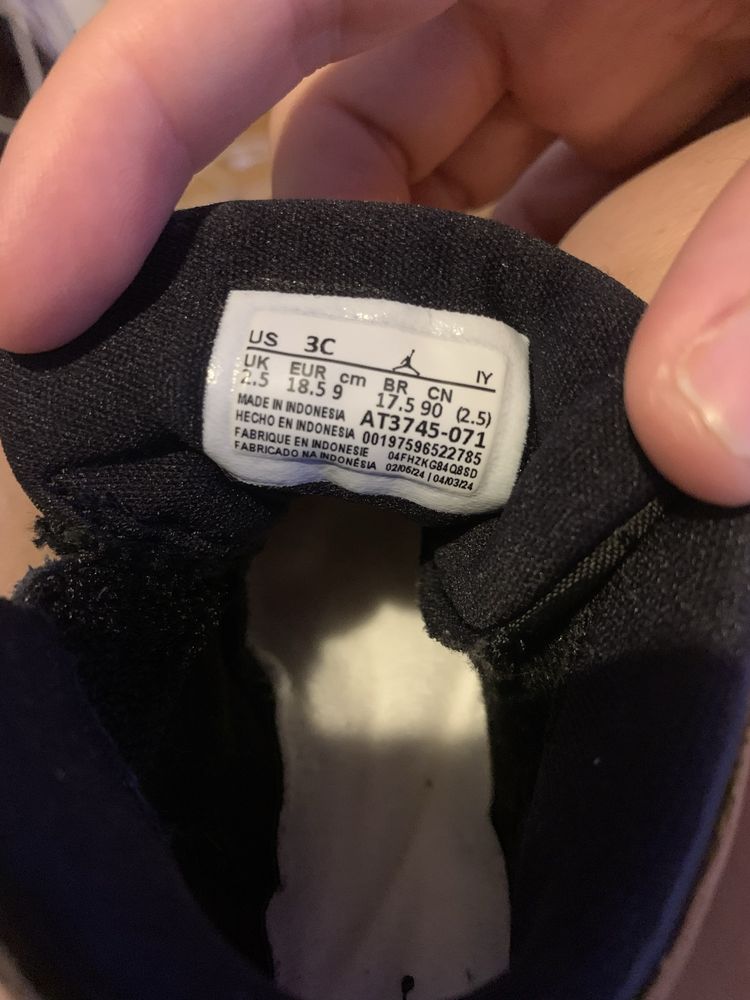 US 3C IY
UK EUR cm BR CN
2.5 18.5 9 17.5 90 (2.5)
MADE IN INDONESIA AT3745-071
HECHO EN INDONESIA 00197596522785
FABRIQUE EN INDONESIE 04FHZKG84Q8SD
FABRICADO NA INDONÉSIA 02/06/24 | 04/03/24